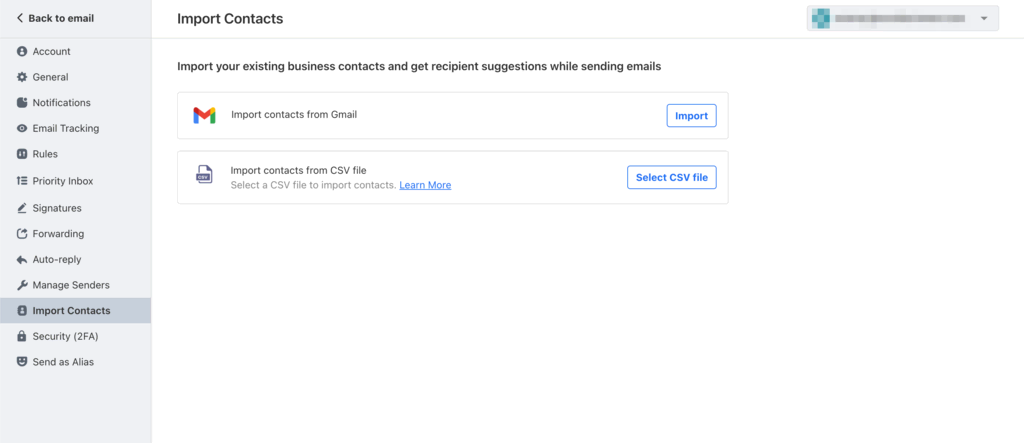 Back to email
Import Contacts
Account
General
Notifications
Email Tracking
Rules
Priority Inbox
Signatures
Forwarding
Auto-reply
Manage Senders
Import Contacts
Security (2FA)
Send as Alias
Import your existing business contacts and get recipient suggestions while sending emails
Import contacts from Gmail
Import
CSV
Import contacts from CSV file
Select a CSV file to import contacts. Learn More
Select CSV file